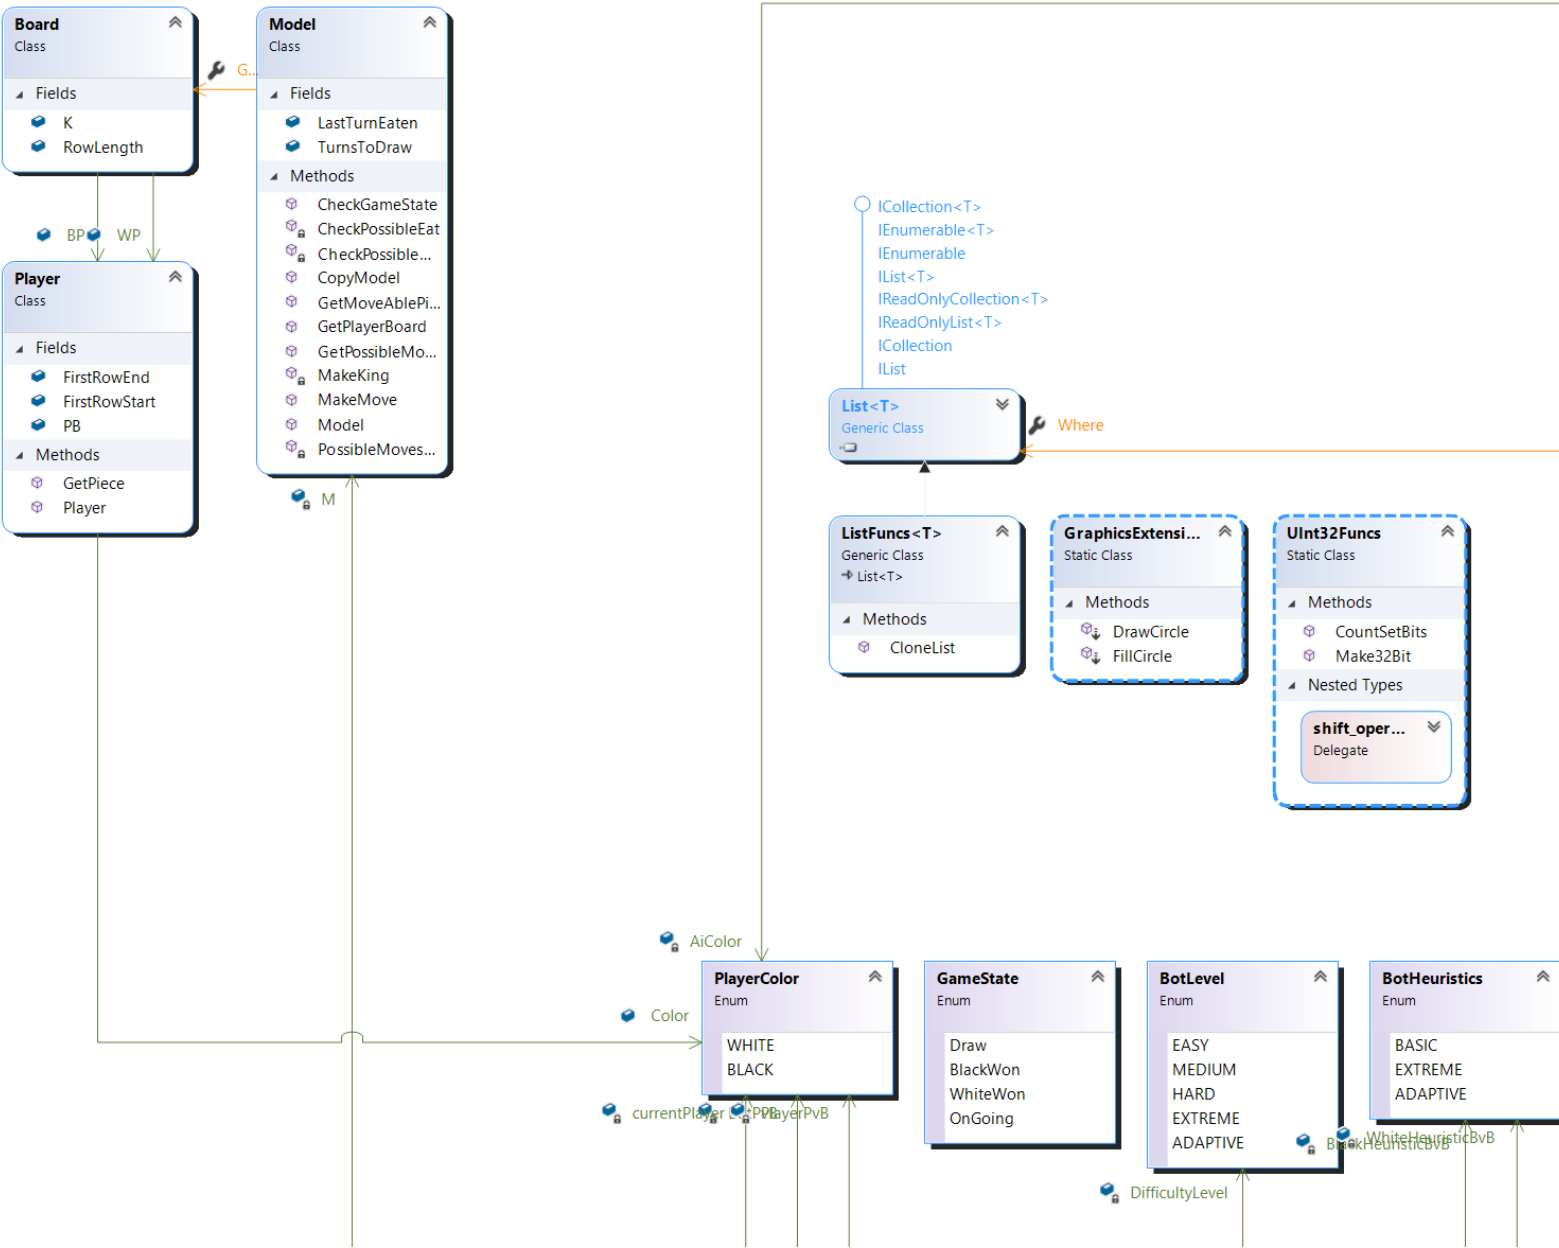 Board
Class
Fields
K
RowLength
G...
Model
Class
Fields
LastTurnEaten
TurnsToDraw
Methods
CheckGameState
CheckPossibleEat
CheckPossible...
CopyModel
GetMoveAblePi...
GetPlayerBoard
GetPossibleMo...
MakeKing
MakeMove
Model
PossibleMoves...
M
BP
WP
Player
Class
Fields
FirstRowEnd
FirstRowStart
PB
Methods
GetPiece
Player
ICollection<T>
IEnumerable<T>
IEnumerable
IList<T>
IReadOnlyCollection<T>
IReadOnlyList<T>
ICollection
IList
List<T>
Generic Class
Where
ListFuncs<T>
Generic Class
List<T>
Methods
CloneList
GraphicsExtensi...
Static Class
Methods
DrawCircle
FillCircle
UInt32Funcs
Static Class
Methods
CountSetBits
Make32Bit
Nested Types
shift_oper...
Delegate
AiColor
Color
PlayerColor
Enum
WHITE
BLACK
currentPlayer
PlayerPvB
GameState
Enum
Draw
BlackWon
WhiteWon
OnGoing
BotLevel
Enum
EASY
MEDIUM
HARD
EXTREME
ADAPTIVE
DifficultyLevel
BotHeuristics
Enum
BASIC
EXTREME
ADAPTIVE
WhiteHeuristicBvB
BlackHeuristicBvB